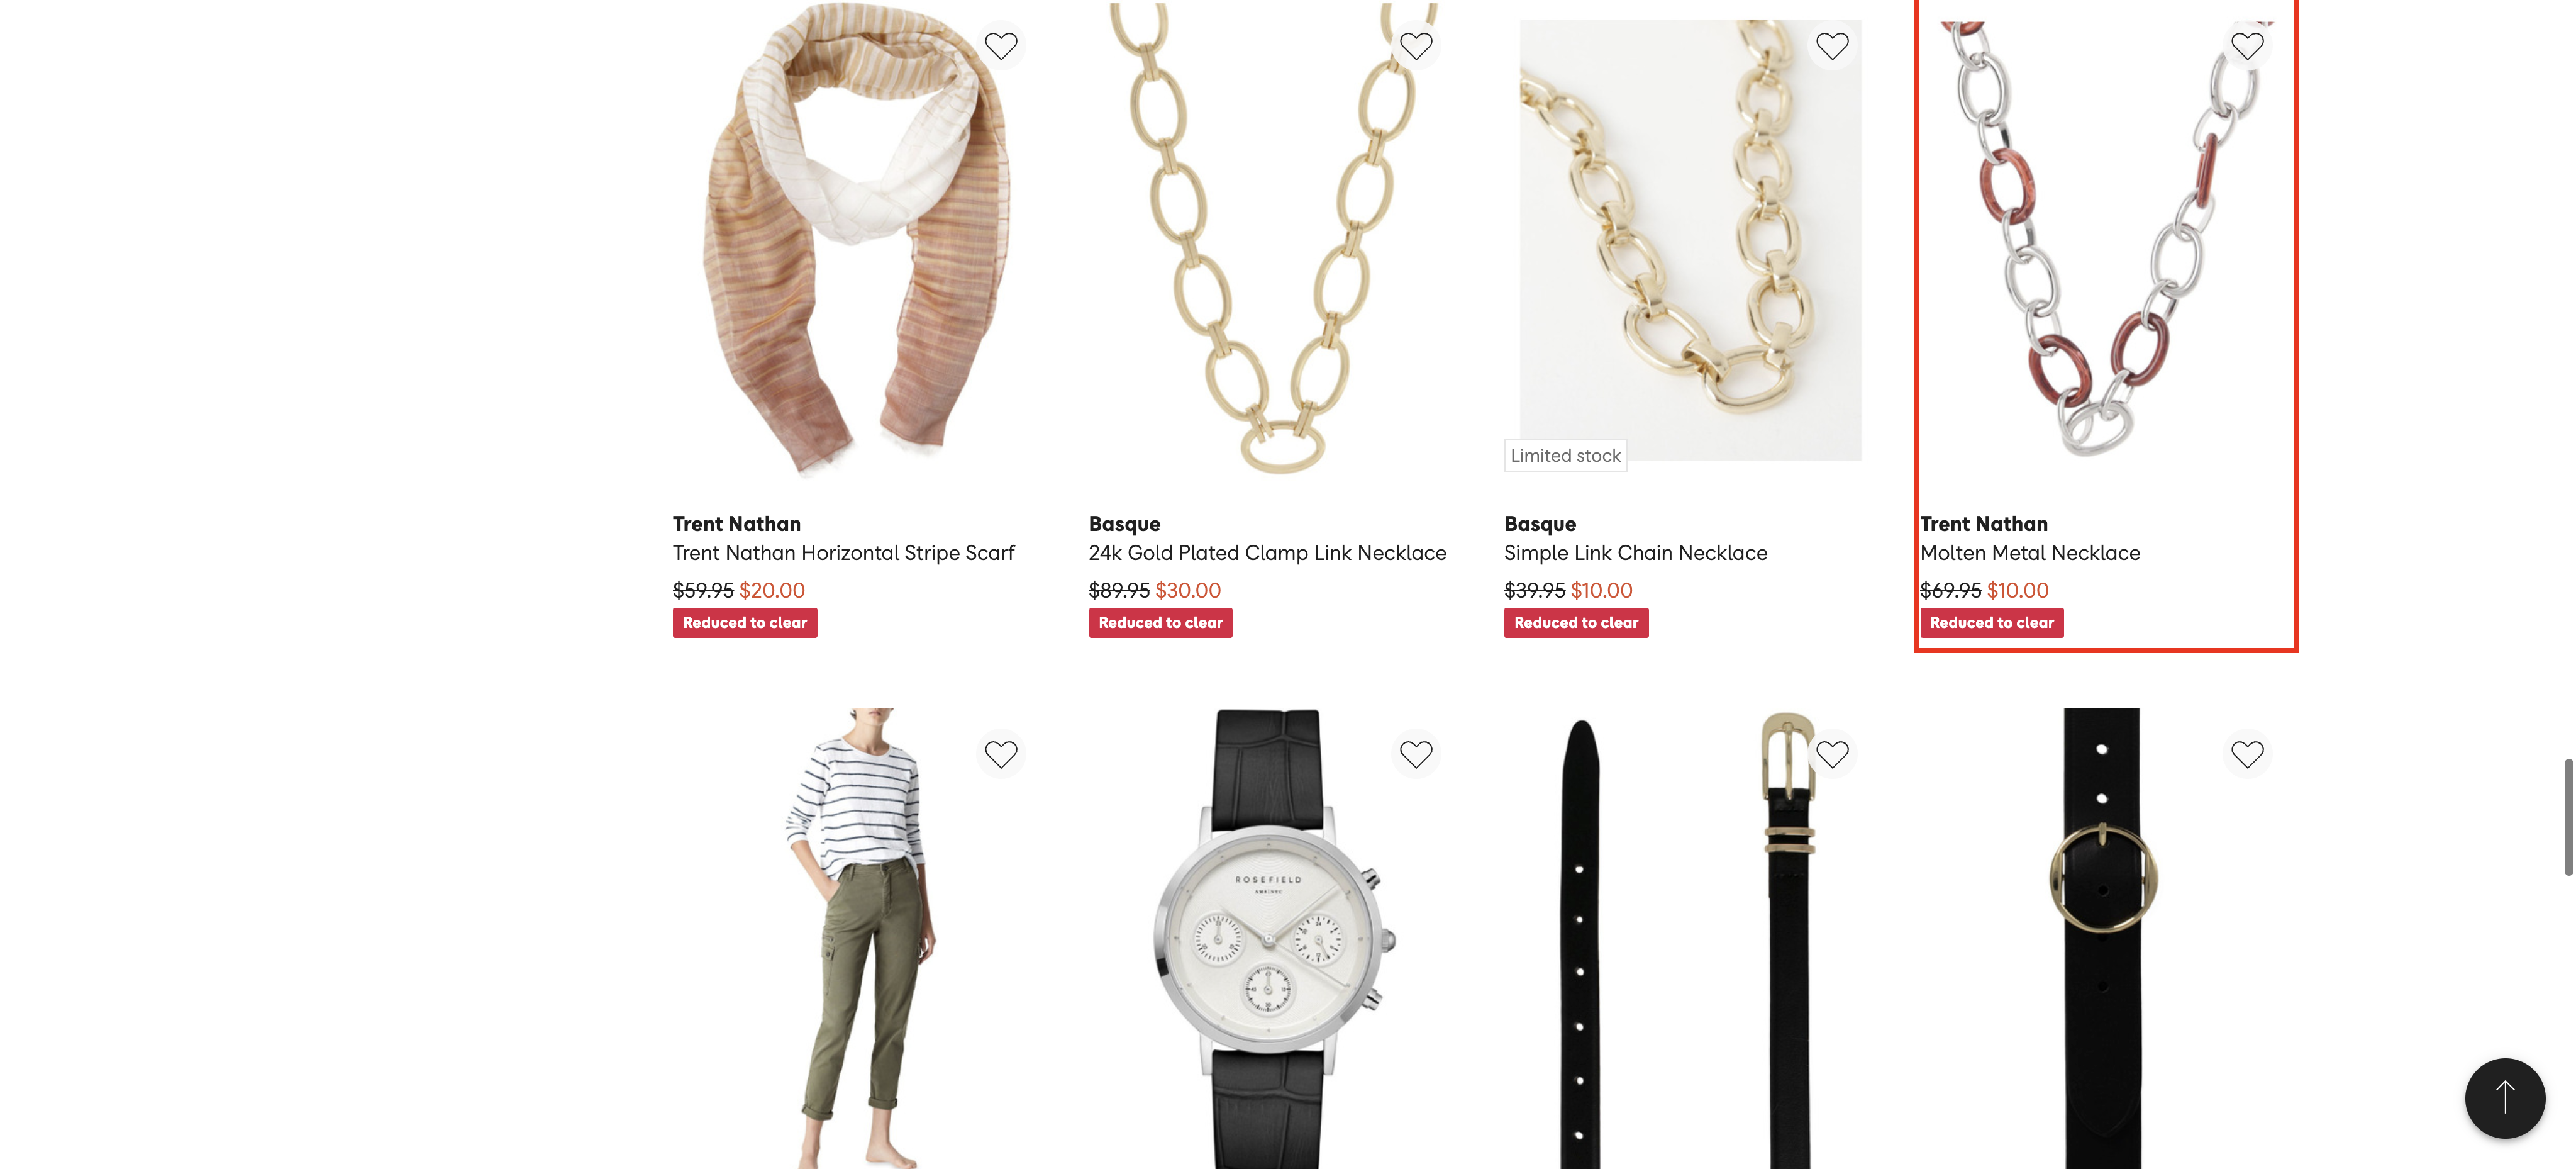 Limited stock
Trent Nathan
Trent Nathan Horizontal Stripe Scarf
$59.95 $20.00
Reduced to clear
Basque
24k Gold Plated Clamp Link Necklace
$89.95 $30.00
Reduced to clear
Basque
Simple Link Chain Necklace
$39.95 $10.00
Reduced to clear
Trent Nathan
Molten Metal Necklace
$69.95 $10.00
Reduced to clear
ROSEFIELD